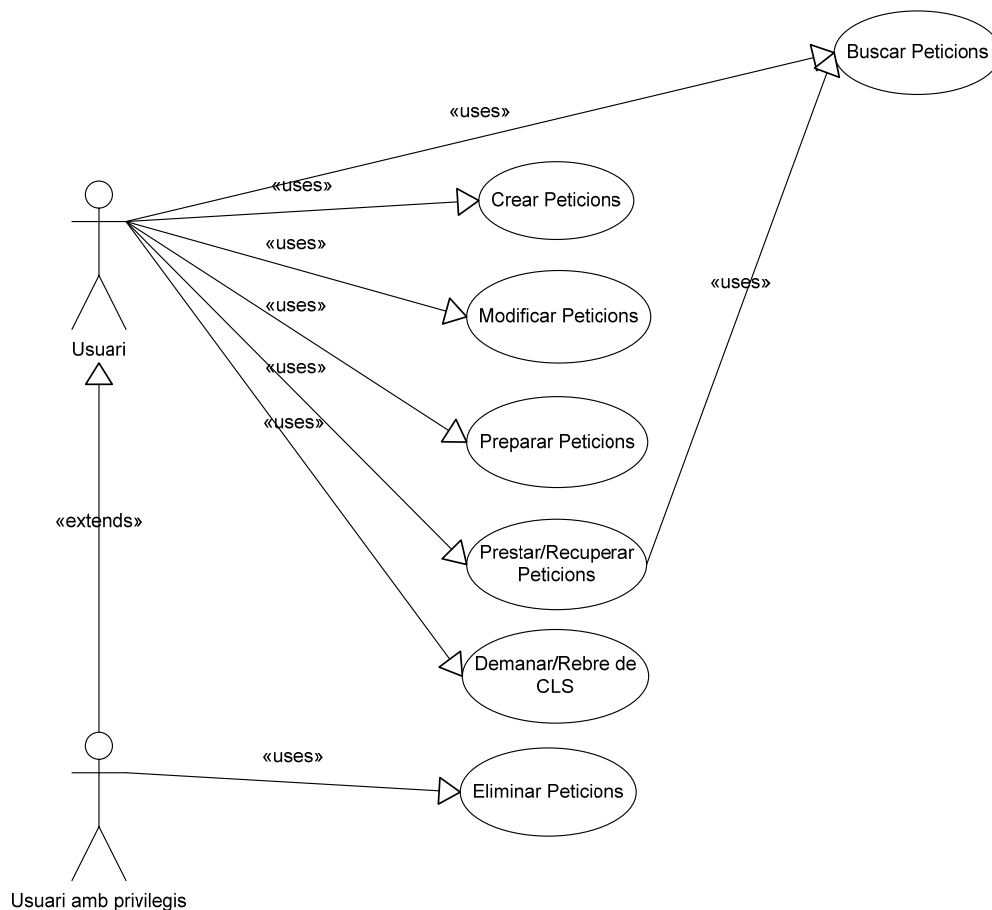 Buscar Peticions
«uses»
«uses»
Crear Peticions
«uses»
«uses»
Modificar Peticions
«uses»
Usuari
«uses»
«uses»
Preparar Peticions
«extends»
Prestar/Recuperar
Peticions
Demanar/Rebre de
CLS
«uses»
Eliminar Peticions
Usuari amb privilegis